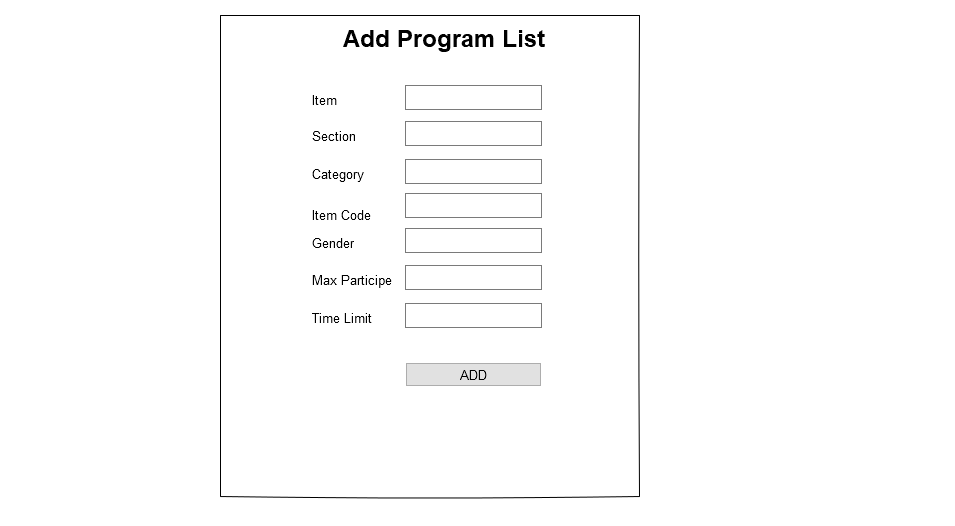 Add Program List
Item
Section
Category
Item Code
Gender
Max Participe
Time Limit
ADD